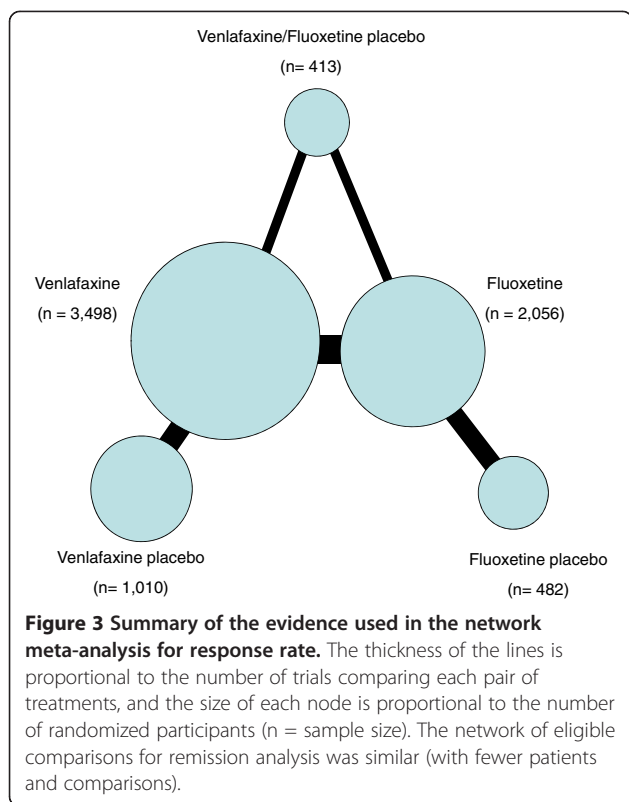 Venlafaxine/Fluoxetine placebo
(n= 413)
Venlafaxine
(n = 3,498)
Fluoxetine
(n = 2,056)
Venlafaxine placebo
(n= 1,010)
Fluoxetine placebo
(n= 482)
Figure 3 Summary of the evidence used in the network
meta-analysis for response rate. The thickness of the lines is
proportional to the number of trials comparing each pair of
treatments, and the size of each node is proportional to the number
of randomized participants (n = sample size). The network of eligible
comparisons for remission analysis was similar (with fewer patients
and comparisons).